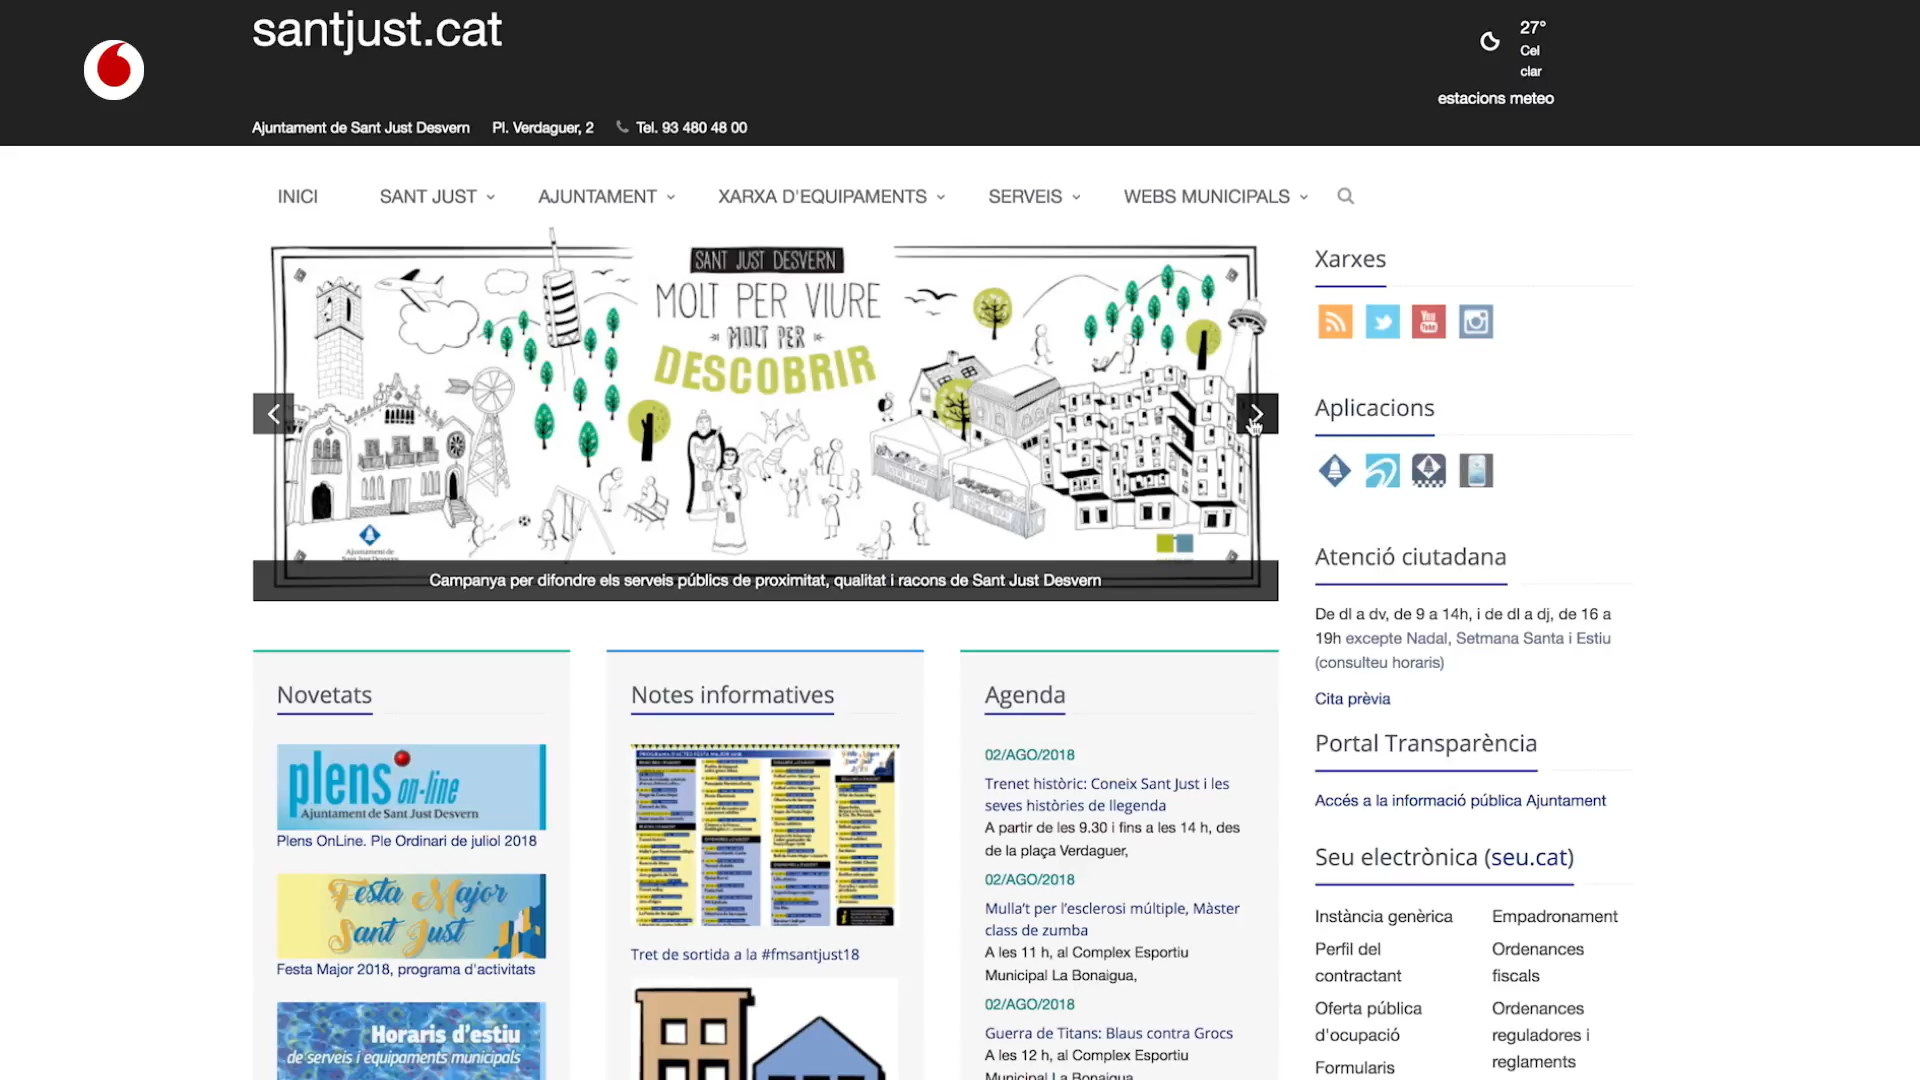 santjust.cat
27°
Cel
clar
estacions meteo
Ajuntament de Sant Just Desvern Pl. Verdaguer, 2 Tel. 93 480 48 00
INICI SANT JUST AJUNTAMENT XARXA D'EQUIPAMENTS SERVEIS WEBS MUNICIPALS
SANT JUST DESVERN
MOLT PER VIURE
MOLT PER
DESCOBRIR
Ajuntament de
Sant Just Desvern
Campanya per difondre els serveis públics de proximitat, qualitat i racons de Sant Just Desvern
Novetats
plens on-line
Ajuntament de Sant Just Desvern
Plens OnLine. Ple Ordinari de juliol 2018
Festa Major
Sant Just
Festa Major 2018, programa d'activitats
Horaris d'estiu
de serveis i equipaments municipals
Notes informatives
Tret de sortida a la #fmsantjust18
Agenda
02/AGO/2018
Trenet històric: Coneix Sant Just i les
seves històries de llegenda
A partir de les 9.30 i fins a les 14 h, des
de la plaça Verdaguer,
02/AGO/2018
Mulla't per l'esclerosi múltiple, Màster
class de zumba
A les 11 h, al Complex Esportiu
Municipal La Bonaigua,
02/AGO/2018
Guerra de Titans: Blaus contra Grocs
A les 12 h, al Complex Esportiu
Municipal La Bonaigua
Xarxes
You
Tube
Aplicacions
Atenció ciutadana
De dl a dv, de 9 a 14h, i de dl a dj, de 16 a
19h excepte Nadal, Setmana Santa i Estiu
(consulteu horaris)
Cita prèvia
Portal Transparència
Accés a la informació pública Ajuntament
Seu electrònica (seu.cat)
Instància genèrica
Perfil del
contractant
Oferta pública
d'ocupació
Formularis
Empadronament
Ordenances
fiscals
Ordenances
reguladores i
reglaments